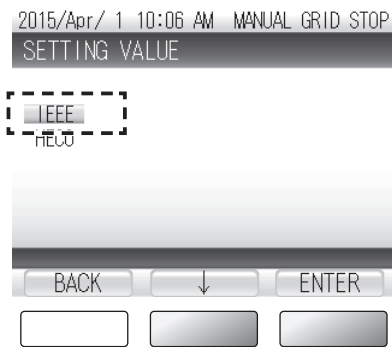 2015/Apr/ 1 10:06 AM MANUAL GRID STOP
SETTING VALUE
IEEE
HECO
BACK ↓ ENTER